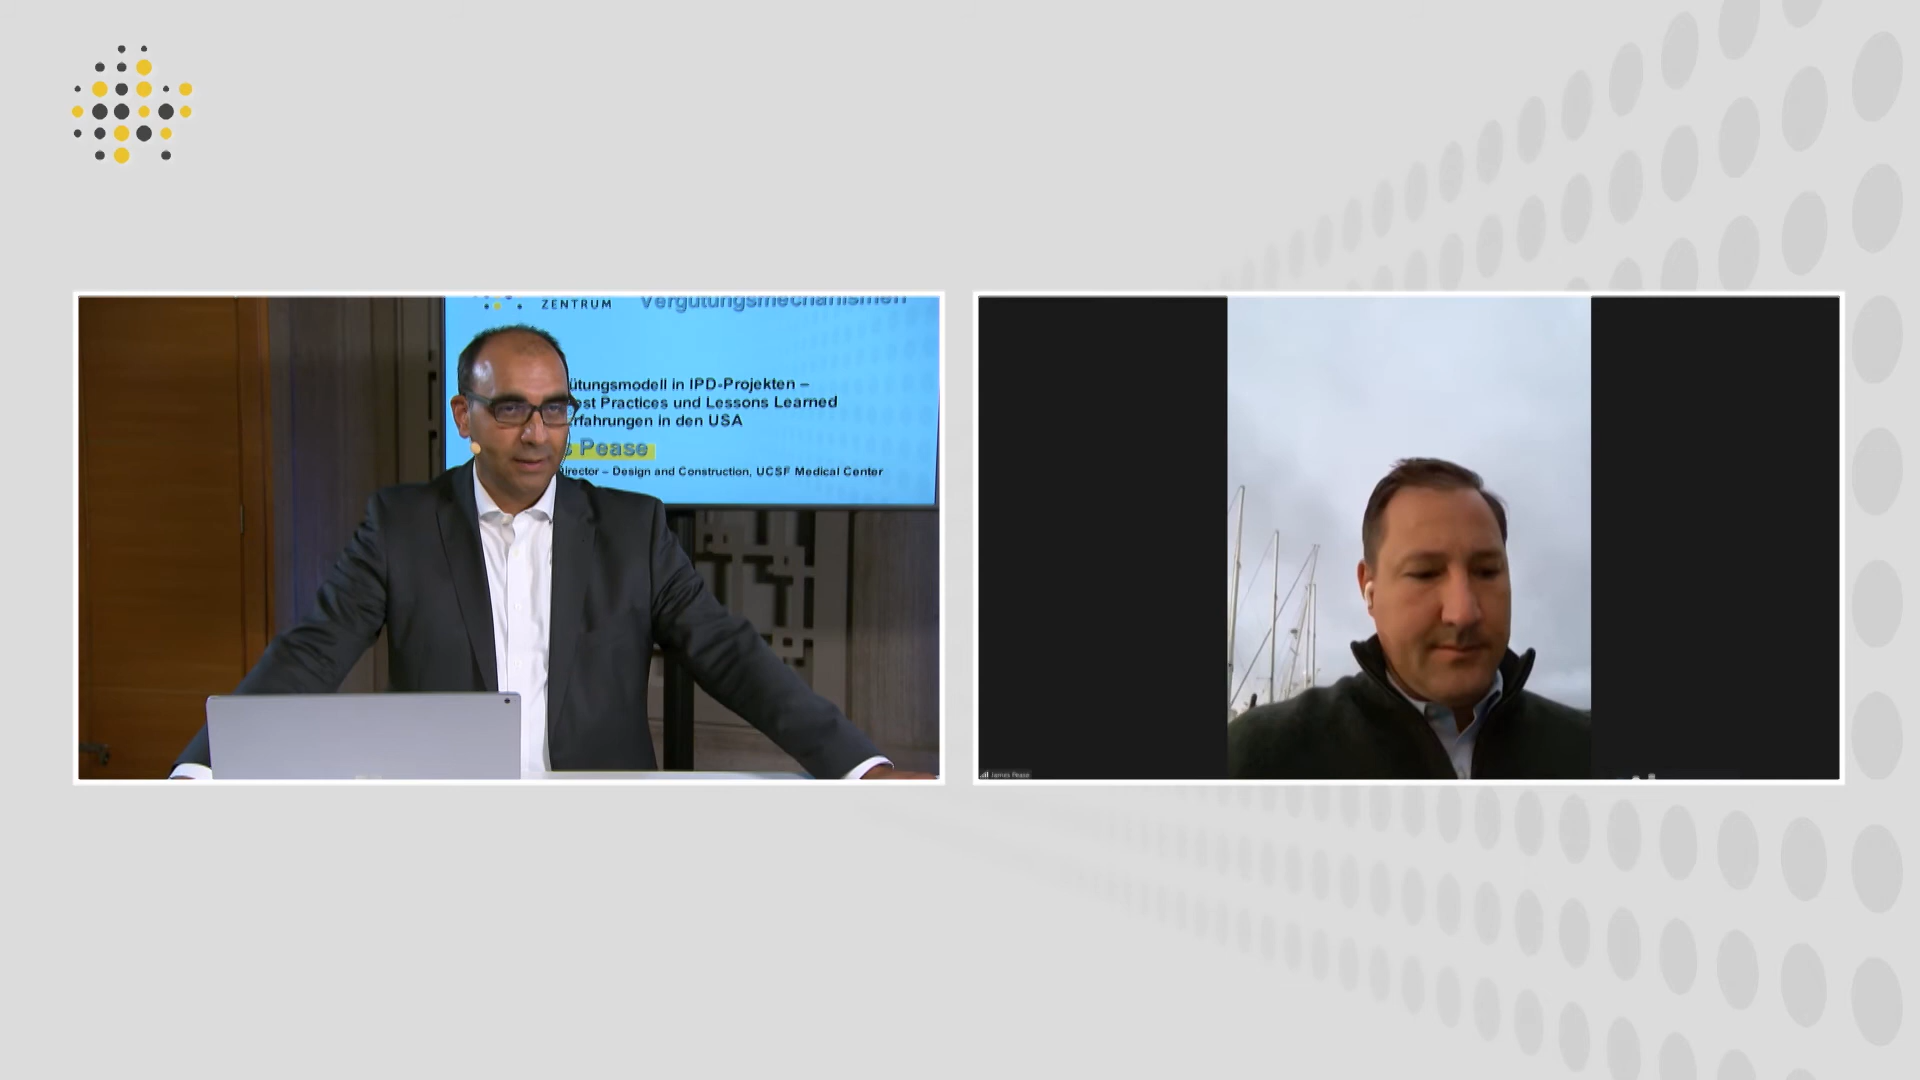 ZENTRUM
Vergütungsmechanismen
ütungsmodell in IPD-Projekten –
est Practices und Lessons Learned
rfahrungen in den USA
s Pease
Director – Design and Construction, UCSF Medical Center
James Pease